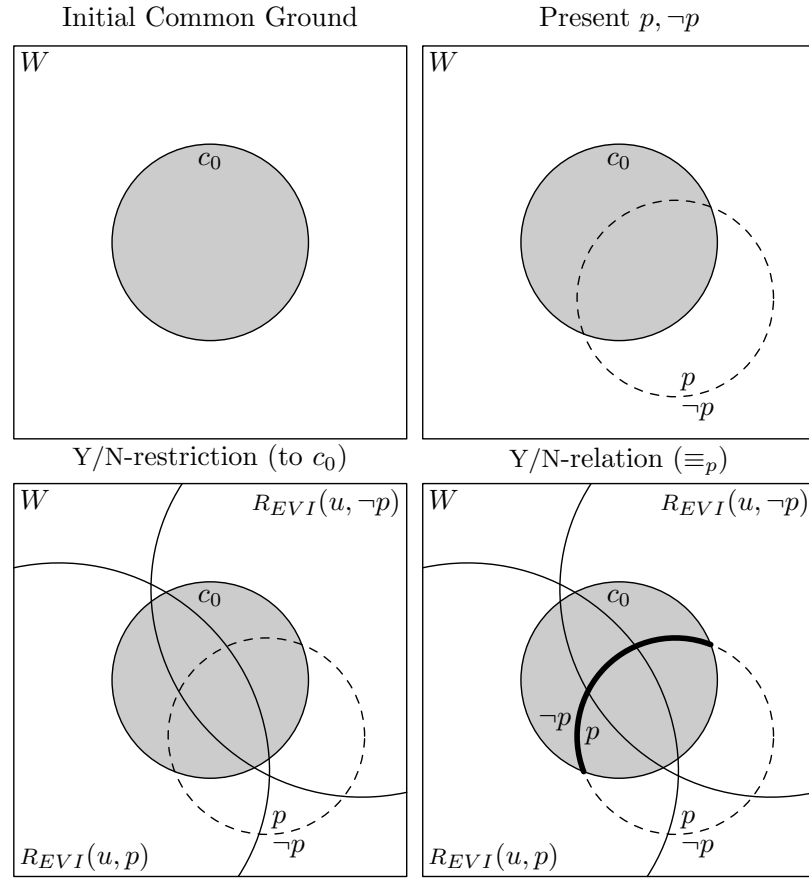 Initial Common Ground
W
c₀
Present p, ¬p
W
c₀
p
¬p
Y/N-restriction (to c₀)
W
R_EVI(u, ¬p)
c₀
p
¬p
R_EVI(u, p)
Y/N-relation (≡ₚ)
W
R_EVI(u, ¬p)
c₀
¬p
p
p
¬p
R_EVI(u, p)